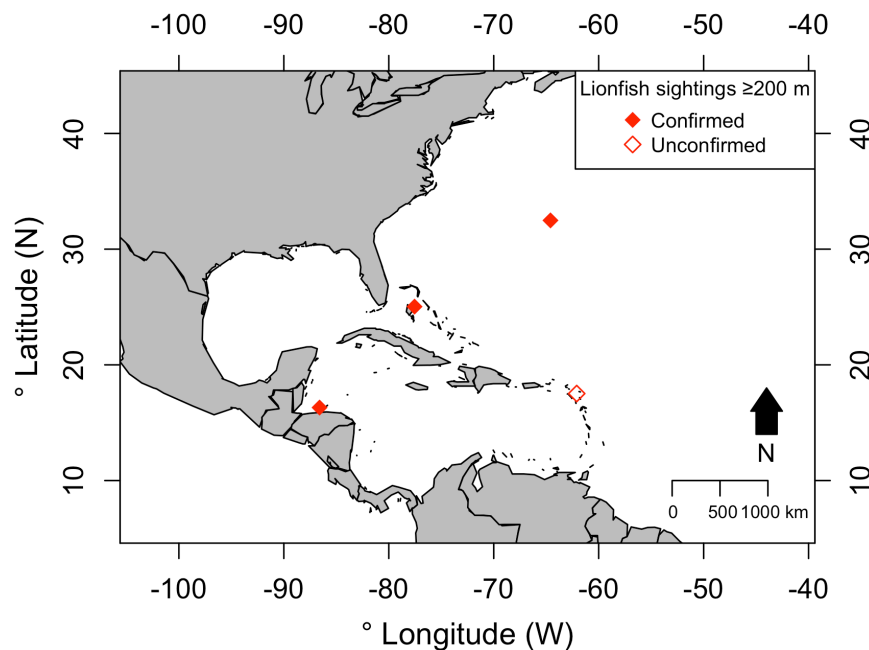 -100 -90 -80 -70 -60 -50 -40
Lionfish sightings ≥200 m
Confirmed
Unconfirmed
40 40
30 30
20 20
10 10
° Latitude (N)
N
0 500 1000 km
-100 -90 -80 -70 -60 -50 -40
° Longitude (W)